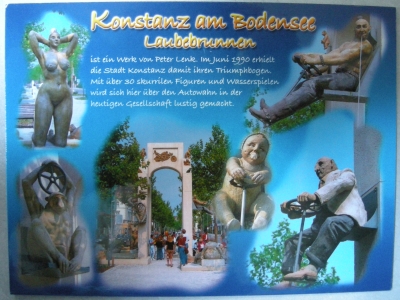 Konstanz am Bodensee
Laubebrunnen
ist ein Werk von Peter Lenk. Im Juni 1990 erhielt
die Stadt Konstanz damit ihren Triumphbogen.
Mit über 30 skurrilen Figuren und Wasserspielen
wird sich hier über den Autowahn in der
heutigen Gesellschaft lustig gemacht.